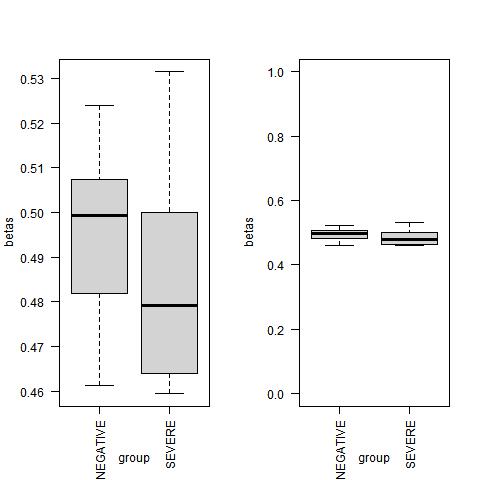 betas
0.53
0.52
0.51
0.50
0.49
0.48
0.47
0.46
NEGATIVE
SEVERE
group
betas
1.0
0.8
0.6
0.4
0.2
0.0
NEGATIVE
SEVERE
group